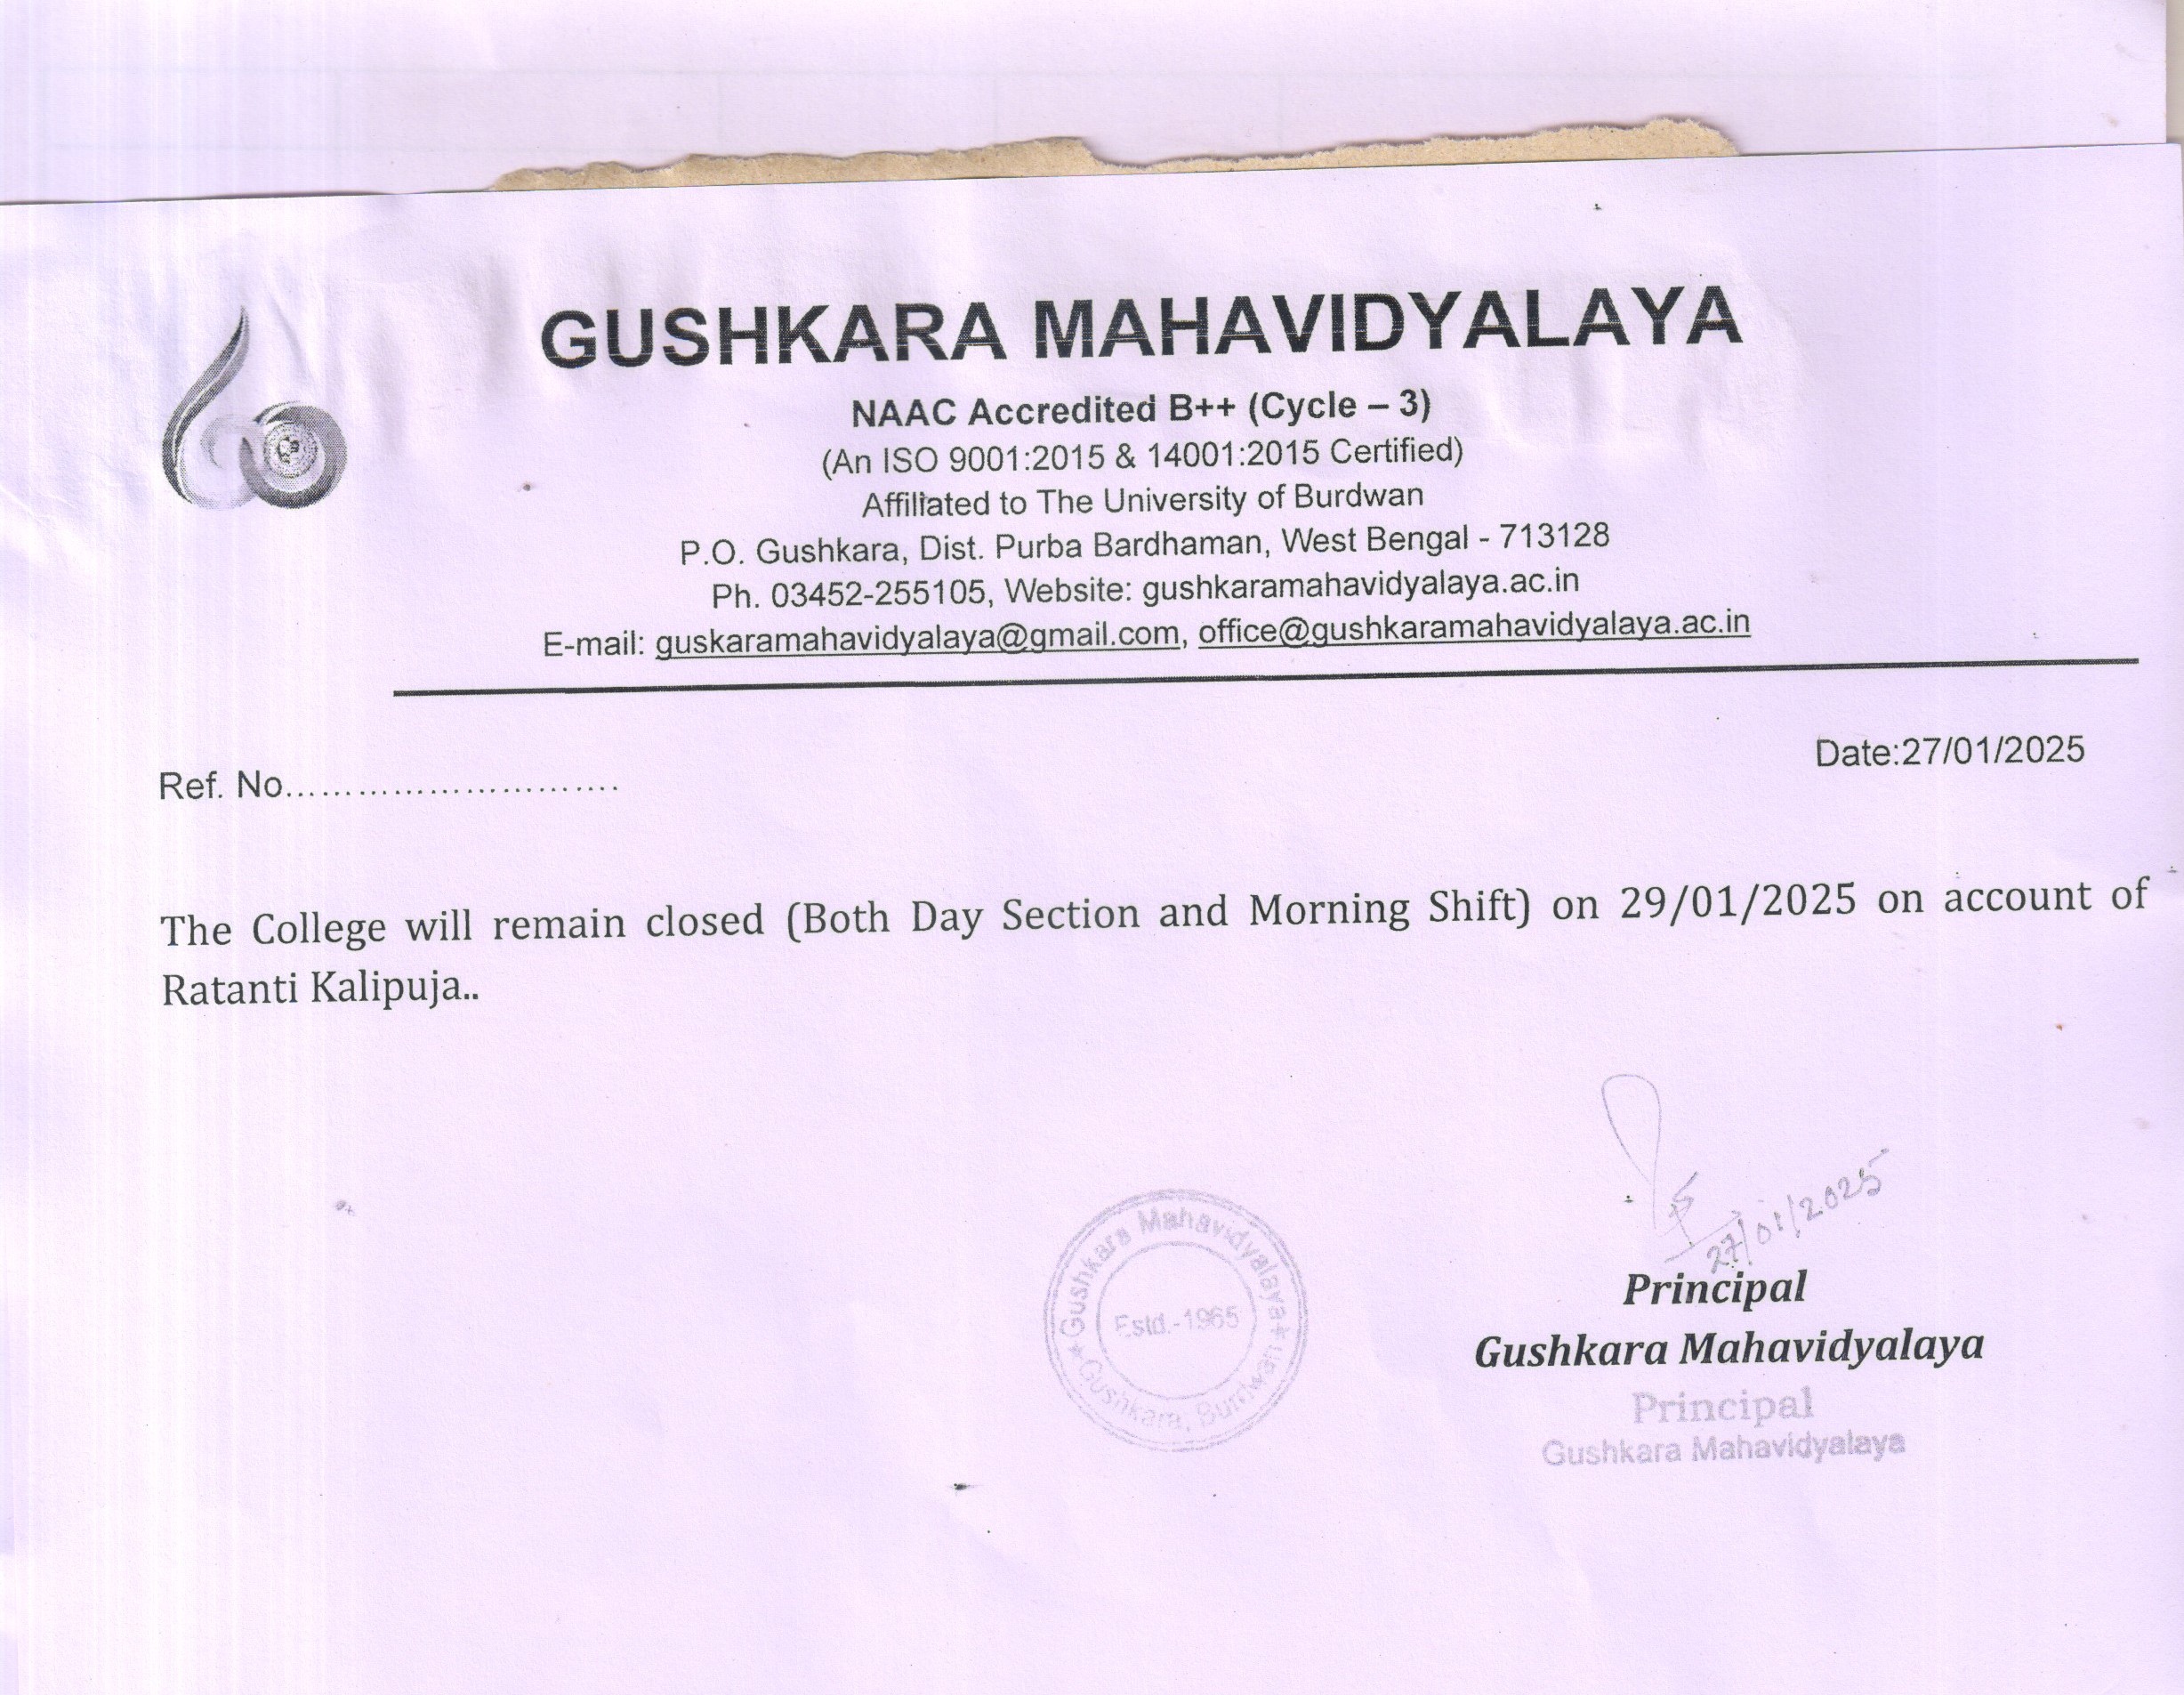 GUSHKARA MAHAVIDYALAYA
NAAC Accredited B++ (Cycle – 3)
(An ISO 9001:2015 & 14001:2015 Certified)
Affiliated to The University of Burdwan
P.O. Gushkara, Dist. Purba Bardhaman, West Bengal - 713128
Ph. 03452-255105, Website: gushkaramahavidyalaya.ac.in
E-mail: guskaramahavidyalaya@gmail.com, office@gushkaramahavidyalaya.ac.in
Ref. No............................
Date:27/01/2025
The College will remain closed (Both Day Section and Morning Shift) on 29/01/2025 on account of
Ratanti Kalipuja..
27/01/2025
Principal
Gushkara Mahavidyalaya
Principal
Gushkara Mahavidyalaya
★ Gushkara Mahavidyalaya ★
Estd.-1965
Gushkara, Burdwan